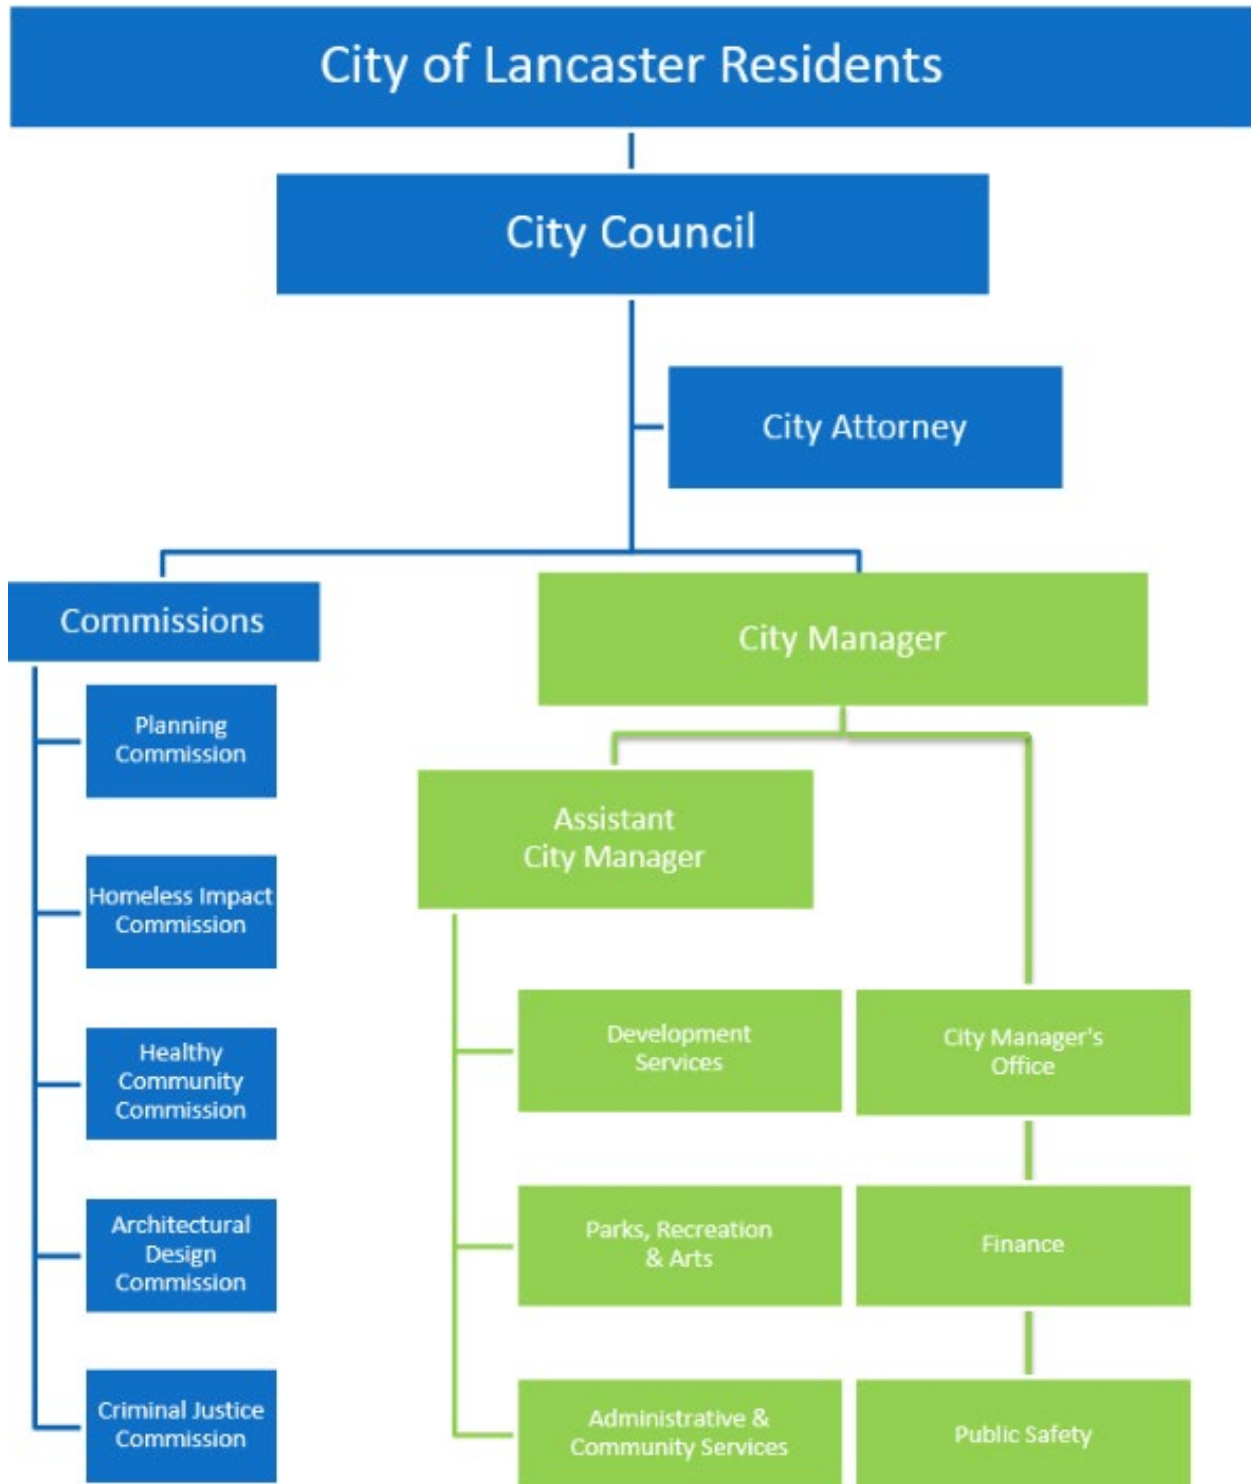 City of Lancaster Residents
City Council
City Attorney
Commissions
City Manager
Planning
Commission
Homeless Impact
Commission
Healthy
Community
Commission
Architectural
Design
Commission
Criminal Justice
Commission
Assistant
City Manager
Development
Services
Parks, Recreation
& Arts
Administrative &
Community Services
City Manager's
Office
Finance
Public Safety